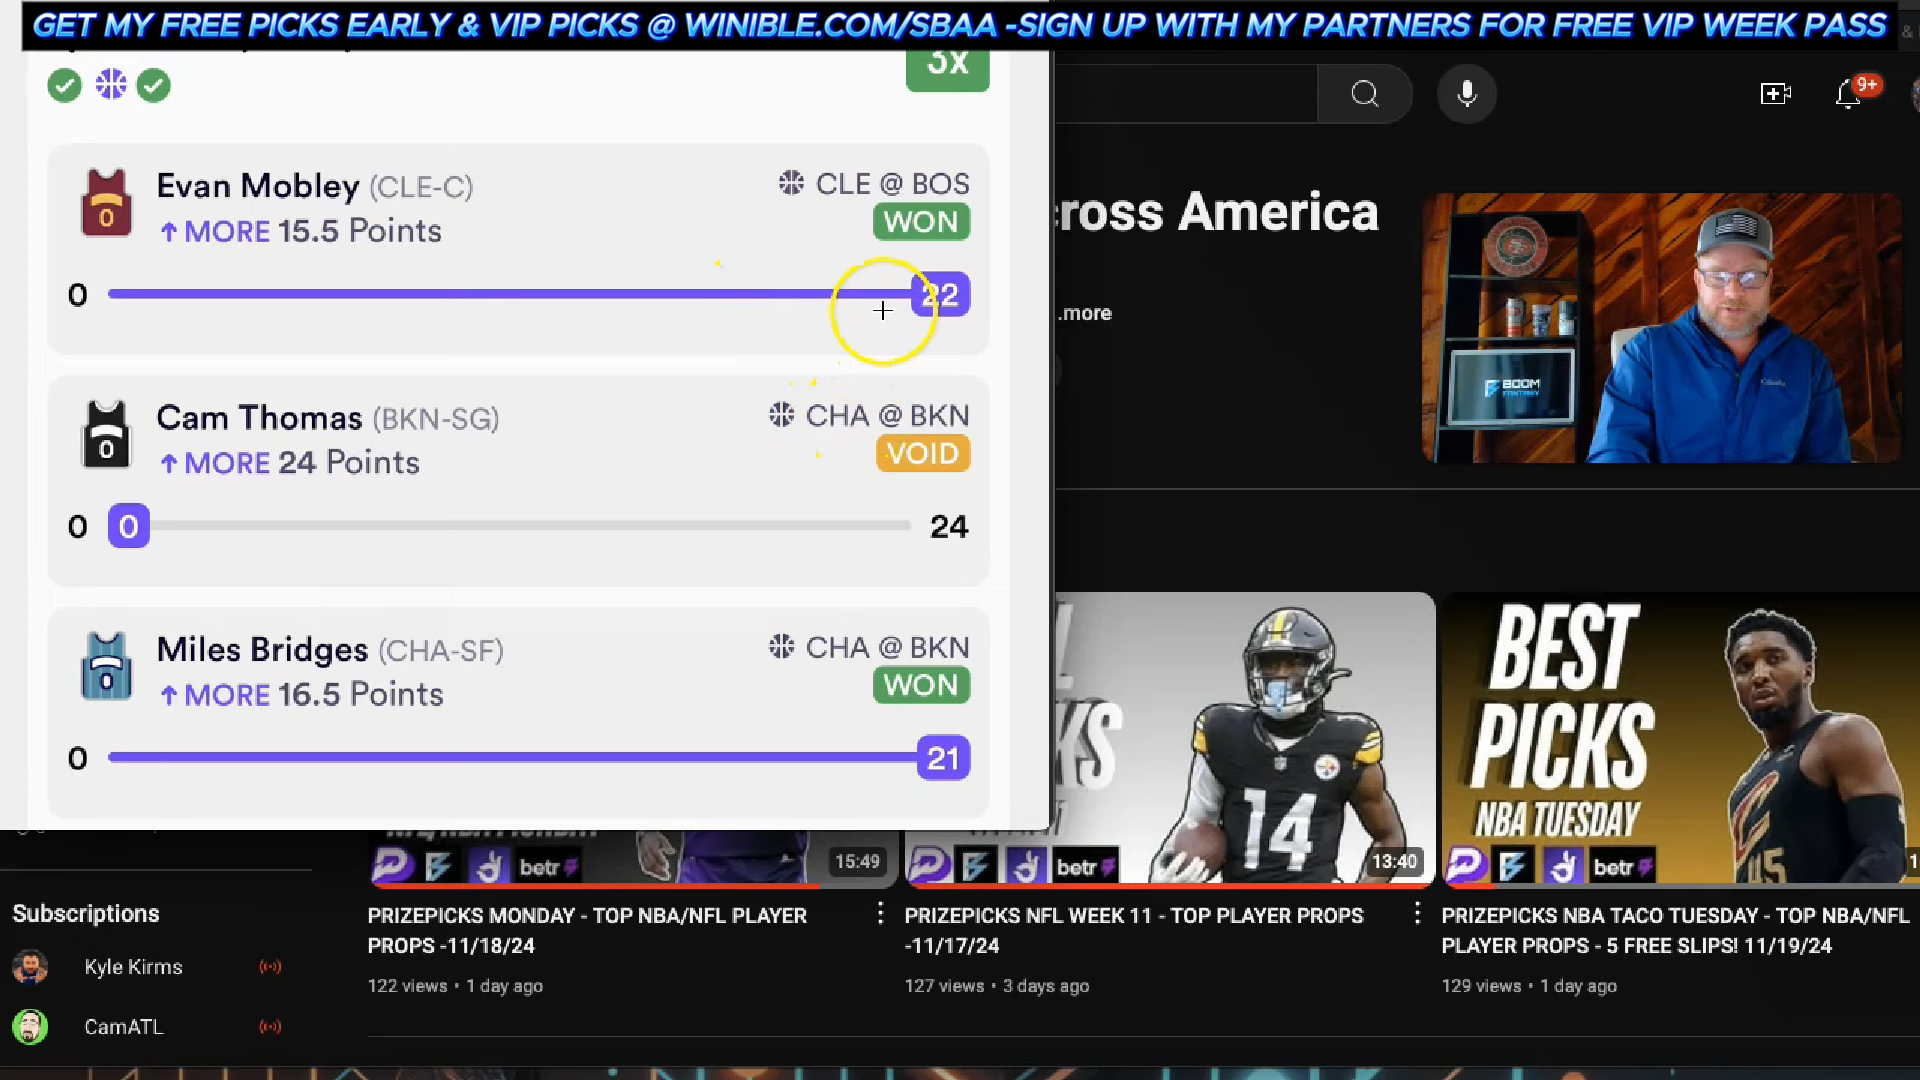 GET MY FREE PICKS EARLY & VIP PICKS @ WINIBLE.COM/SBAA -SIGN UP WITH MY PARTNERS FOR FREE VIP WEEK PASS
3x
9+
Evan Mobley (CLE-C)
CLE @ BOS
↑ MORE 15.5 Points
WON
0
22
Cam Thomas (BKN-SG)
CHA @ BKN
↑ MORE 24 Points
VOID
0
0
24
Miles Bridges (CHA-SF)
CHA @ BKN
↑ MORE 16.5 Points
WON
0
21
cross America
...more
BOOM
FANTASY
14
BEST
PICKS
NBA TUESDAY
45
betr
15:49
betr
13:40
betr
Subscriptions
Kyle Kirms
CamATL
PRIZEPICKS MONDAY - TOP NBA/NFL PLAYER
PROPS -11/18/24
122 views • 1 day ago
PRIZEPICKS NFL WEEK 11 - TOP PLAYER PROPS
-11/17/24
127 views • 3 days ago
PRIZEPICKS NBA TACO TUESDAY - TOP NBA/NFL
PLAYER PROPS - 5 FREE SLIPS! 11/19/24
129 views • 1 day ago